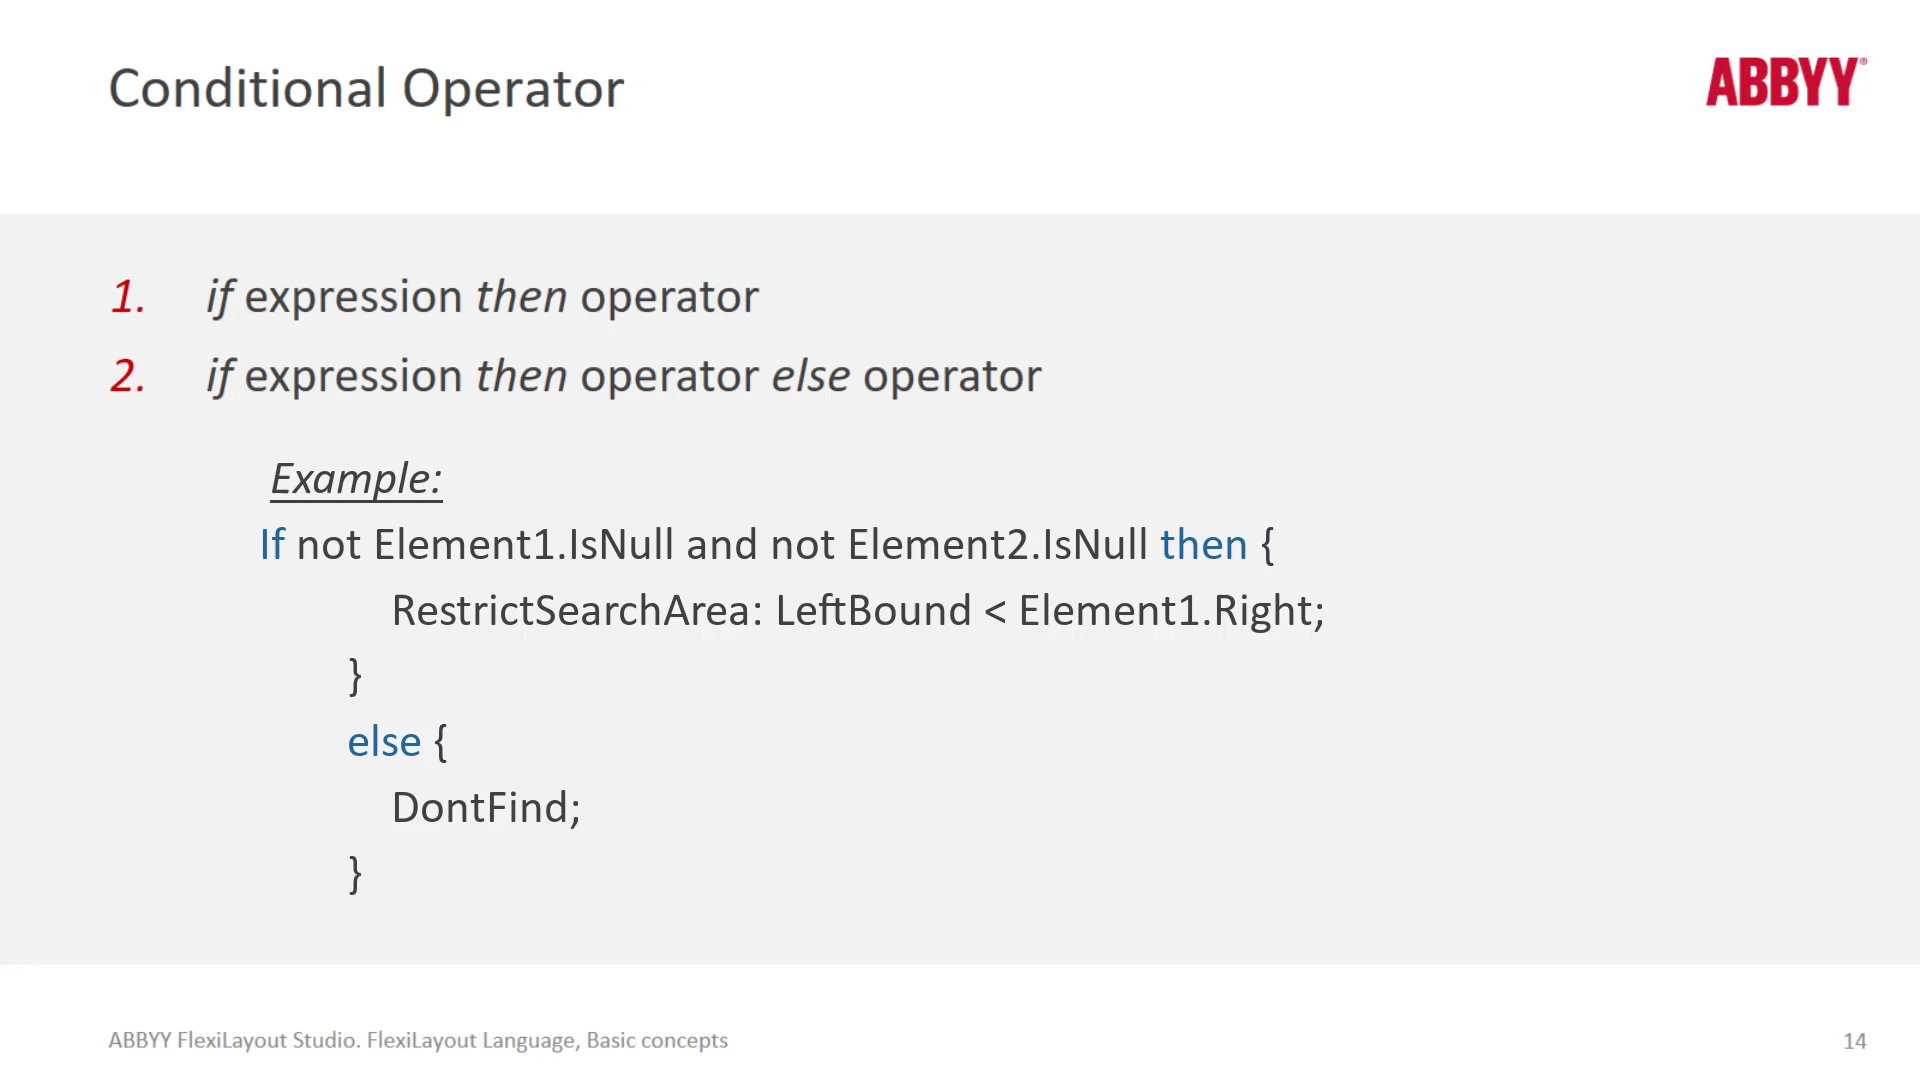 Conditional Operator
ABBYY®
1. if expression then operator
2. if expression then operator else operator
Example:
If not Element1.IsNull and not Element2.IsNull then {
RestrictSearchArea: LeftBound < Element1.Right;
}
else {
DontFind;
}
ABBYY FlexiLayout Studio. FlexiLayout Language, Basic concepts
14